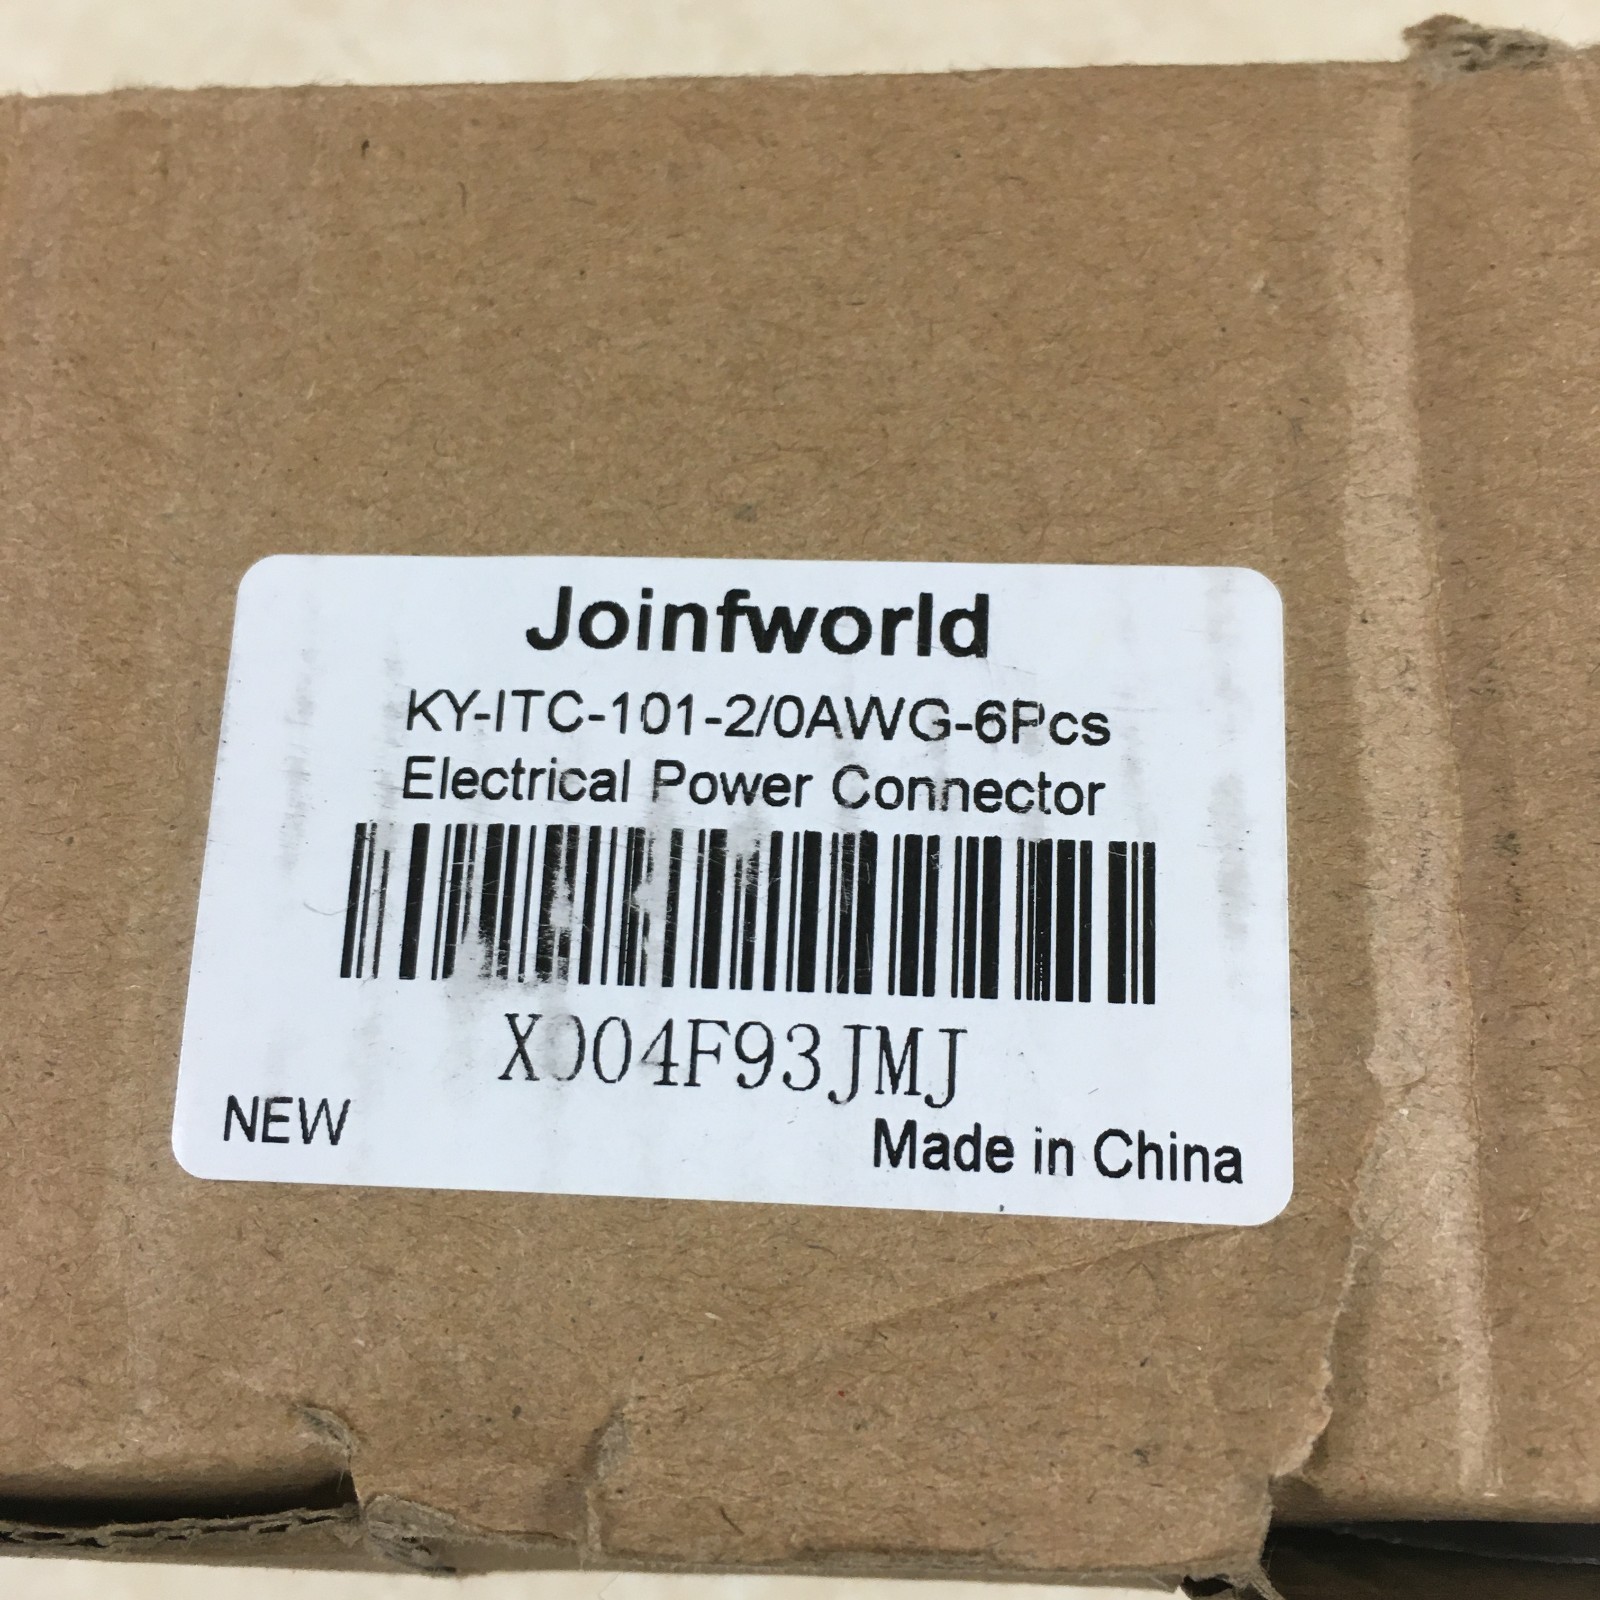 Joinfworld
KY-ITC-101-2/0AWG-6Pcs
Electrical Power Connector
X004F93JMJ
NEW
Made in China